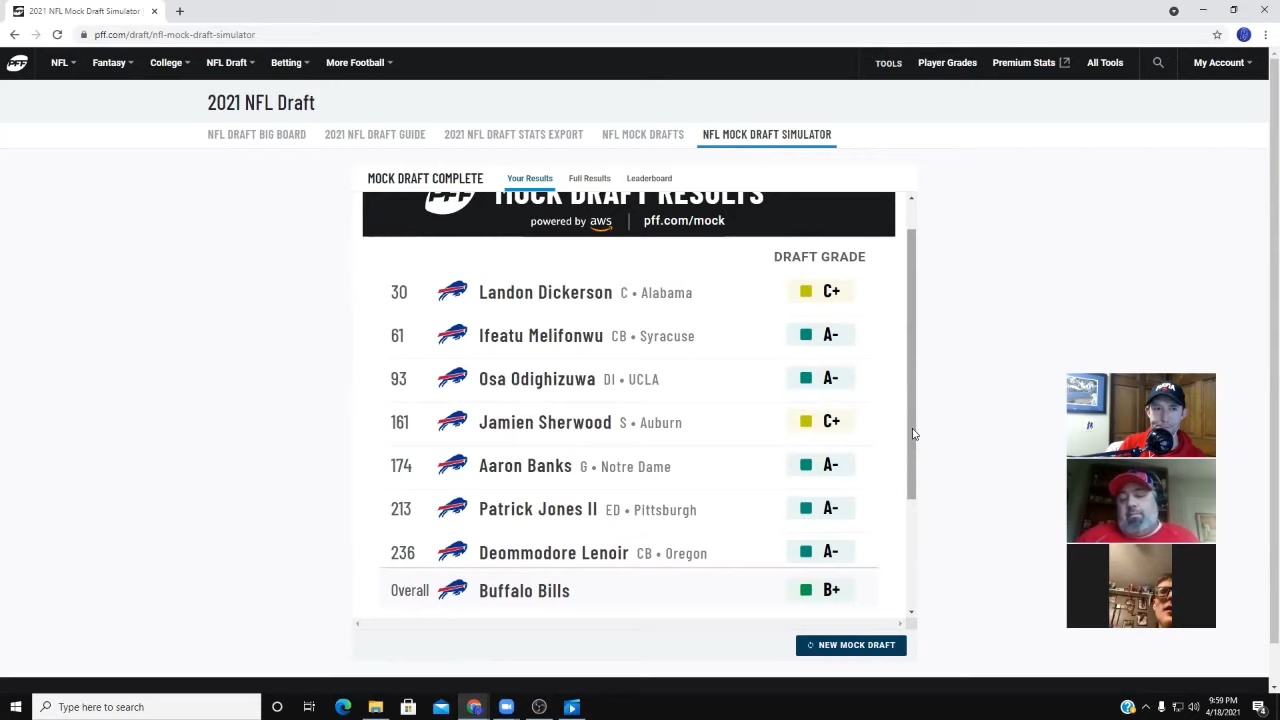 2021 NFL Mock Draft Simulator
pff.com/draft/nfl-mock-draft-simulator
PFF NFL Fantasy College NFL Draft Betting More Football TOOLS Player Grades Premium Stats All Tools My Account
2021 NFL Draft
NFL DRAFT BIG BOARD 2021 NFL DRAFT GUIDE 2021 NFL DRAFT STATS EXPORT NFL MOCK DRAFTS NFL MOCK DRAFT SIMULATOR
MOCK DRAFT COMPLETE Your Results Full Results Leaderboard
PFF MOCK DRAFT RESULTS
powered by aws | pff.com/mock
DRAFT GRADE
30 Landon Dickerson C • Alabama C+
61 Ifeatu Melifonwu CB • Syracuse A-
93 Osa Odighizuwa DI • UCLA A-
161 Jamien Sherwood S • Auburn C+
174 Aaron Banks G • Notre Dame A-
213 Patrick Jones II ED • Pittsburgh A-
236 Deommodore Lenoir CB • Oregon A-
Overall Buffalo Bills B+
NEW MOCK DRAFT
Type here to search
9:59 PM
4/18/2021
4